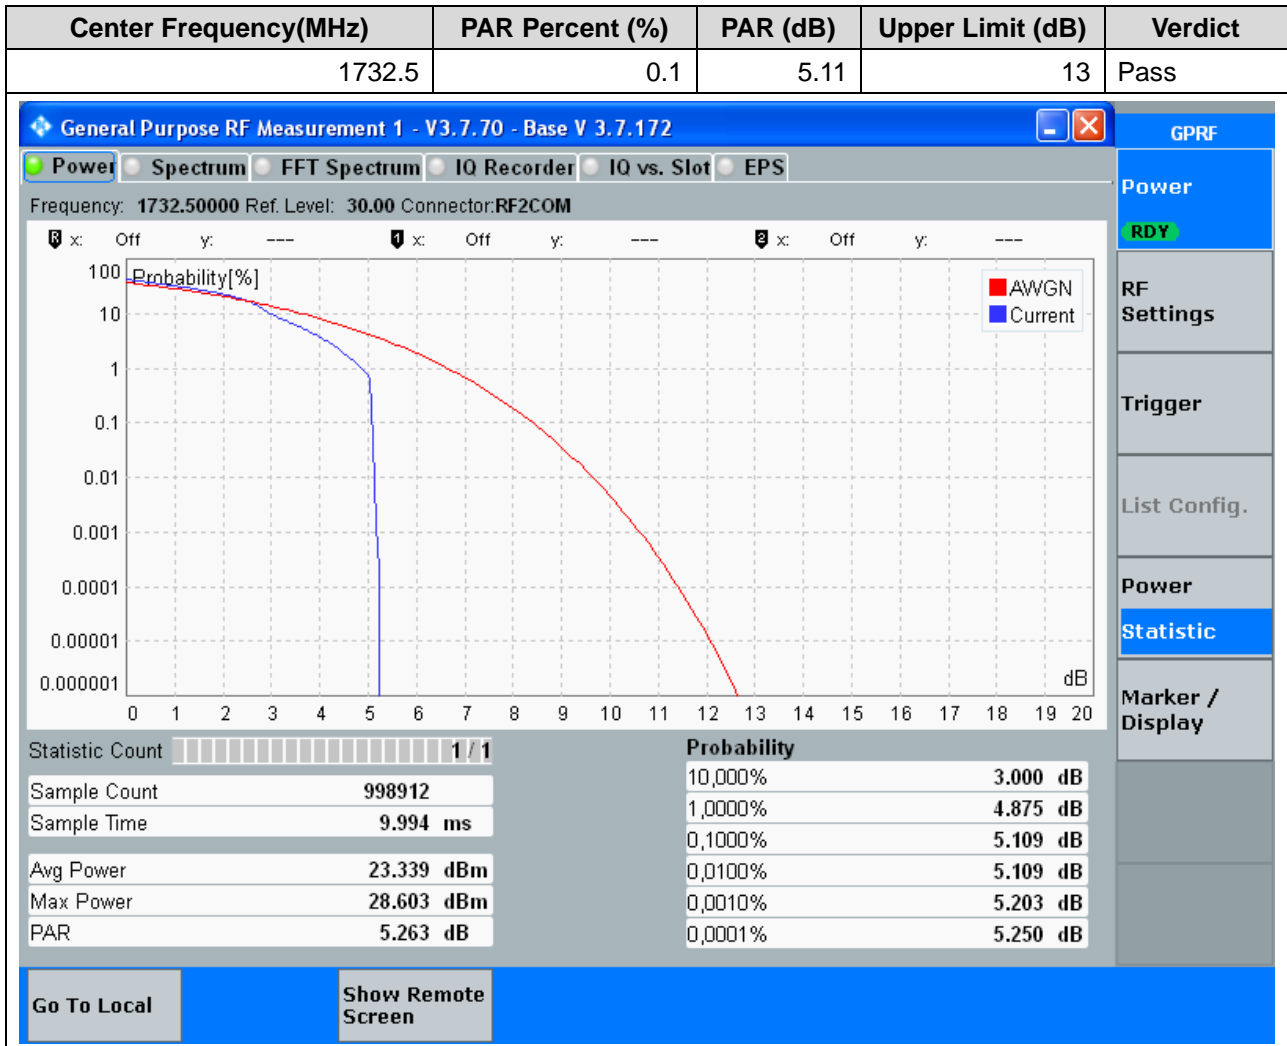 Center Frequency(MHz) PAR Percent (%) PAR (dB) Upper Limit (dB) Verdict
1732.5 0.1 5.11 13 Pass
General Purpose RF Measurement 1 - V3.7.70 - Base V 3.7.172
GPRF
Power Spectrum FFT Spectrum IQ Recorder IQ vs. Slot EPS
Frequency: 1732.50000 Ref. Level: 30.00 Connector:RF2COM
R x: Off y: --- 1 x: Off y: --- 2 x: Off y: ---
Probability[%]
AWGN
Current
100
10
1
0.1
0.01
0.001
0.0001
0.00001
0.000001
dB
0 1 2 3 4 5 6 7 8 9 10 11 12 13 14 15 16 17 18 19 20
Power
RDY
RF
Settings
Trigger
List Config.
Power
Statistic
Marker /
Display
Statistic Count 1 / 1
Sample Count 998912
Sample Time 9.994 ms
Avg Power 23.339 dBm
Max Power 28.603 dBm
PAR 5.263 dB
Probability
10,000% 3.000 dB
1,0000% 4.875 dB
0,1000% 5.109 dB
0,0100% 5.109 dB
0,0010% 5.203 dB
0,0001% 5.250 dB
Go To Local
Show Remote
Screen